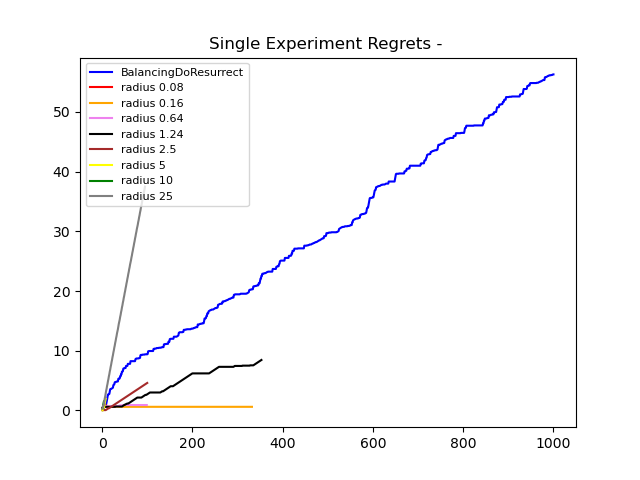 Single Experiment Regrets -
BalancingDoResurrect
radius 0.08
radius 0.16
radius 0.64
radius 1.24
radius 2.5
radius 5
radius 10
radius 25
50
40
30
20
10
0
0 200 400 600 800 1000